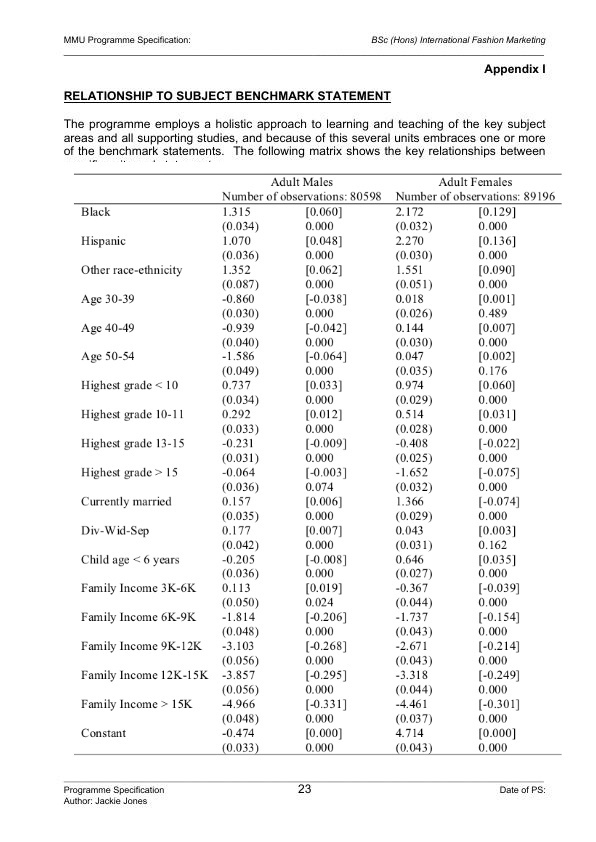 MMU Programme Specification: BSc (Hons) International Fashion Marketing
Appendix I
RELATIONSHIP TO SUBJECT BENCHMARK STATEMENT
The programme employs a holistic approach to learning and teaching of the key subject
areas and all supporting studies, and because of this several units embraces one or more
of the benchmark statements. The following matrix shows the key relationships between
Adult Males Adult Females
Number of observations: 80598 Number of observations: 89196
Black 1.315 [0.060] 2.172 [0.129]
(0.034) 0.000 (0.032) 0.000
Hispanic 1.070 [0.048] 2.270 [0.136]
(0.036) 0.000 (0.030) 0.000
Other race-ethnicity 1.352 [0.062] 1.551 [0.090]
(0.087) 0.000 (0.051) 0.000
Age 30-39 -0.860 [-0.038] 0.018 [0.001]
(0.030) 0.000 (0.026) 0.489
Age 40-49 -0.939 [-0.042] 0.144 [0.007]
(0.040) 0.000 (0.030) 0.000
Age 50-54 -1.586 [-0.064] 0.047 [0.002]
(0.049) 0.000 (0.035) 0.176
Highest grade < 10 0.737 [0.033] 0.974 [0.060]
(0.034) 0.000 (0.029) 0.000
Highest grade 10-11 0.292 [0.012] 0.514 [0.031]
(0.033) 0.000 (0.028) 0.000
Highest grade 13-15 -0.231 [-0.009] -0.408 [-0.022]
(0.031) 0.000 (0.025) 0.000
Highest grade > 15 -0.064 [-0.003] -1.652 [-0.075]
(0.036) 0.074 (0.032) 0.000
Currently married 0.157 [0.006] 1.366 [-0.074]
(0.035) 0.000 (0.029) 0.000
Div-Wid-Sep 0.177 [0.007] 0.043 [0.003]
(0.042) 0.000 (0.031) 0.162
Child age < 6 years -0.205 [-0.008] 0.646 [0.035]
(0.036) 0.000 (0.027) 0.000
Family Income 3K-6K 0.113 [0.019] -0.367 [-0.039]
(0.050) 0.024 (0.044) 0.000
Family Income 6K-9K -1.814 [-0.206] -1.737 [-0.154]
(0.048) 0.000 (0.043) 0.000
Family Income 9K-12K -3.103 [-0.268] -2.671 [-0.214]
(0.056) 0.000 (0.043) 0.000
Family Income 12K-15K -3.857 [-0.295] -3.318 [-0.249]
(0.056) 0.000 (0.044) 0.000
Family Income > 15K -4.966 [-0.331] -4.461 [-0.301]
(0.048) 0.000 (0.037) 0.000
Constant -0.474 [0.000] 4.714 [0.000]
(0.033) 0.000 (0.043) 0.000
Programme Specification 23 Date of PS:
Author: Jackie Jones